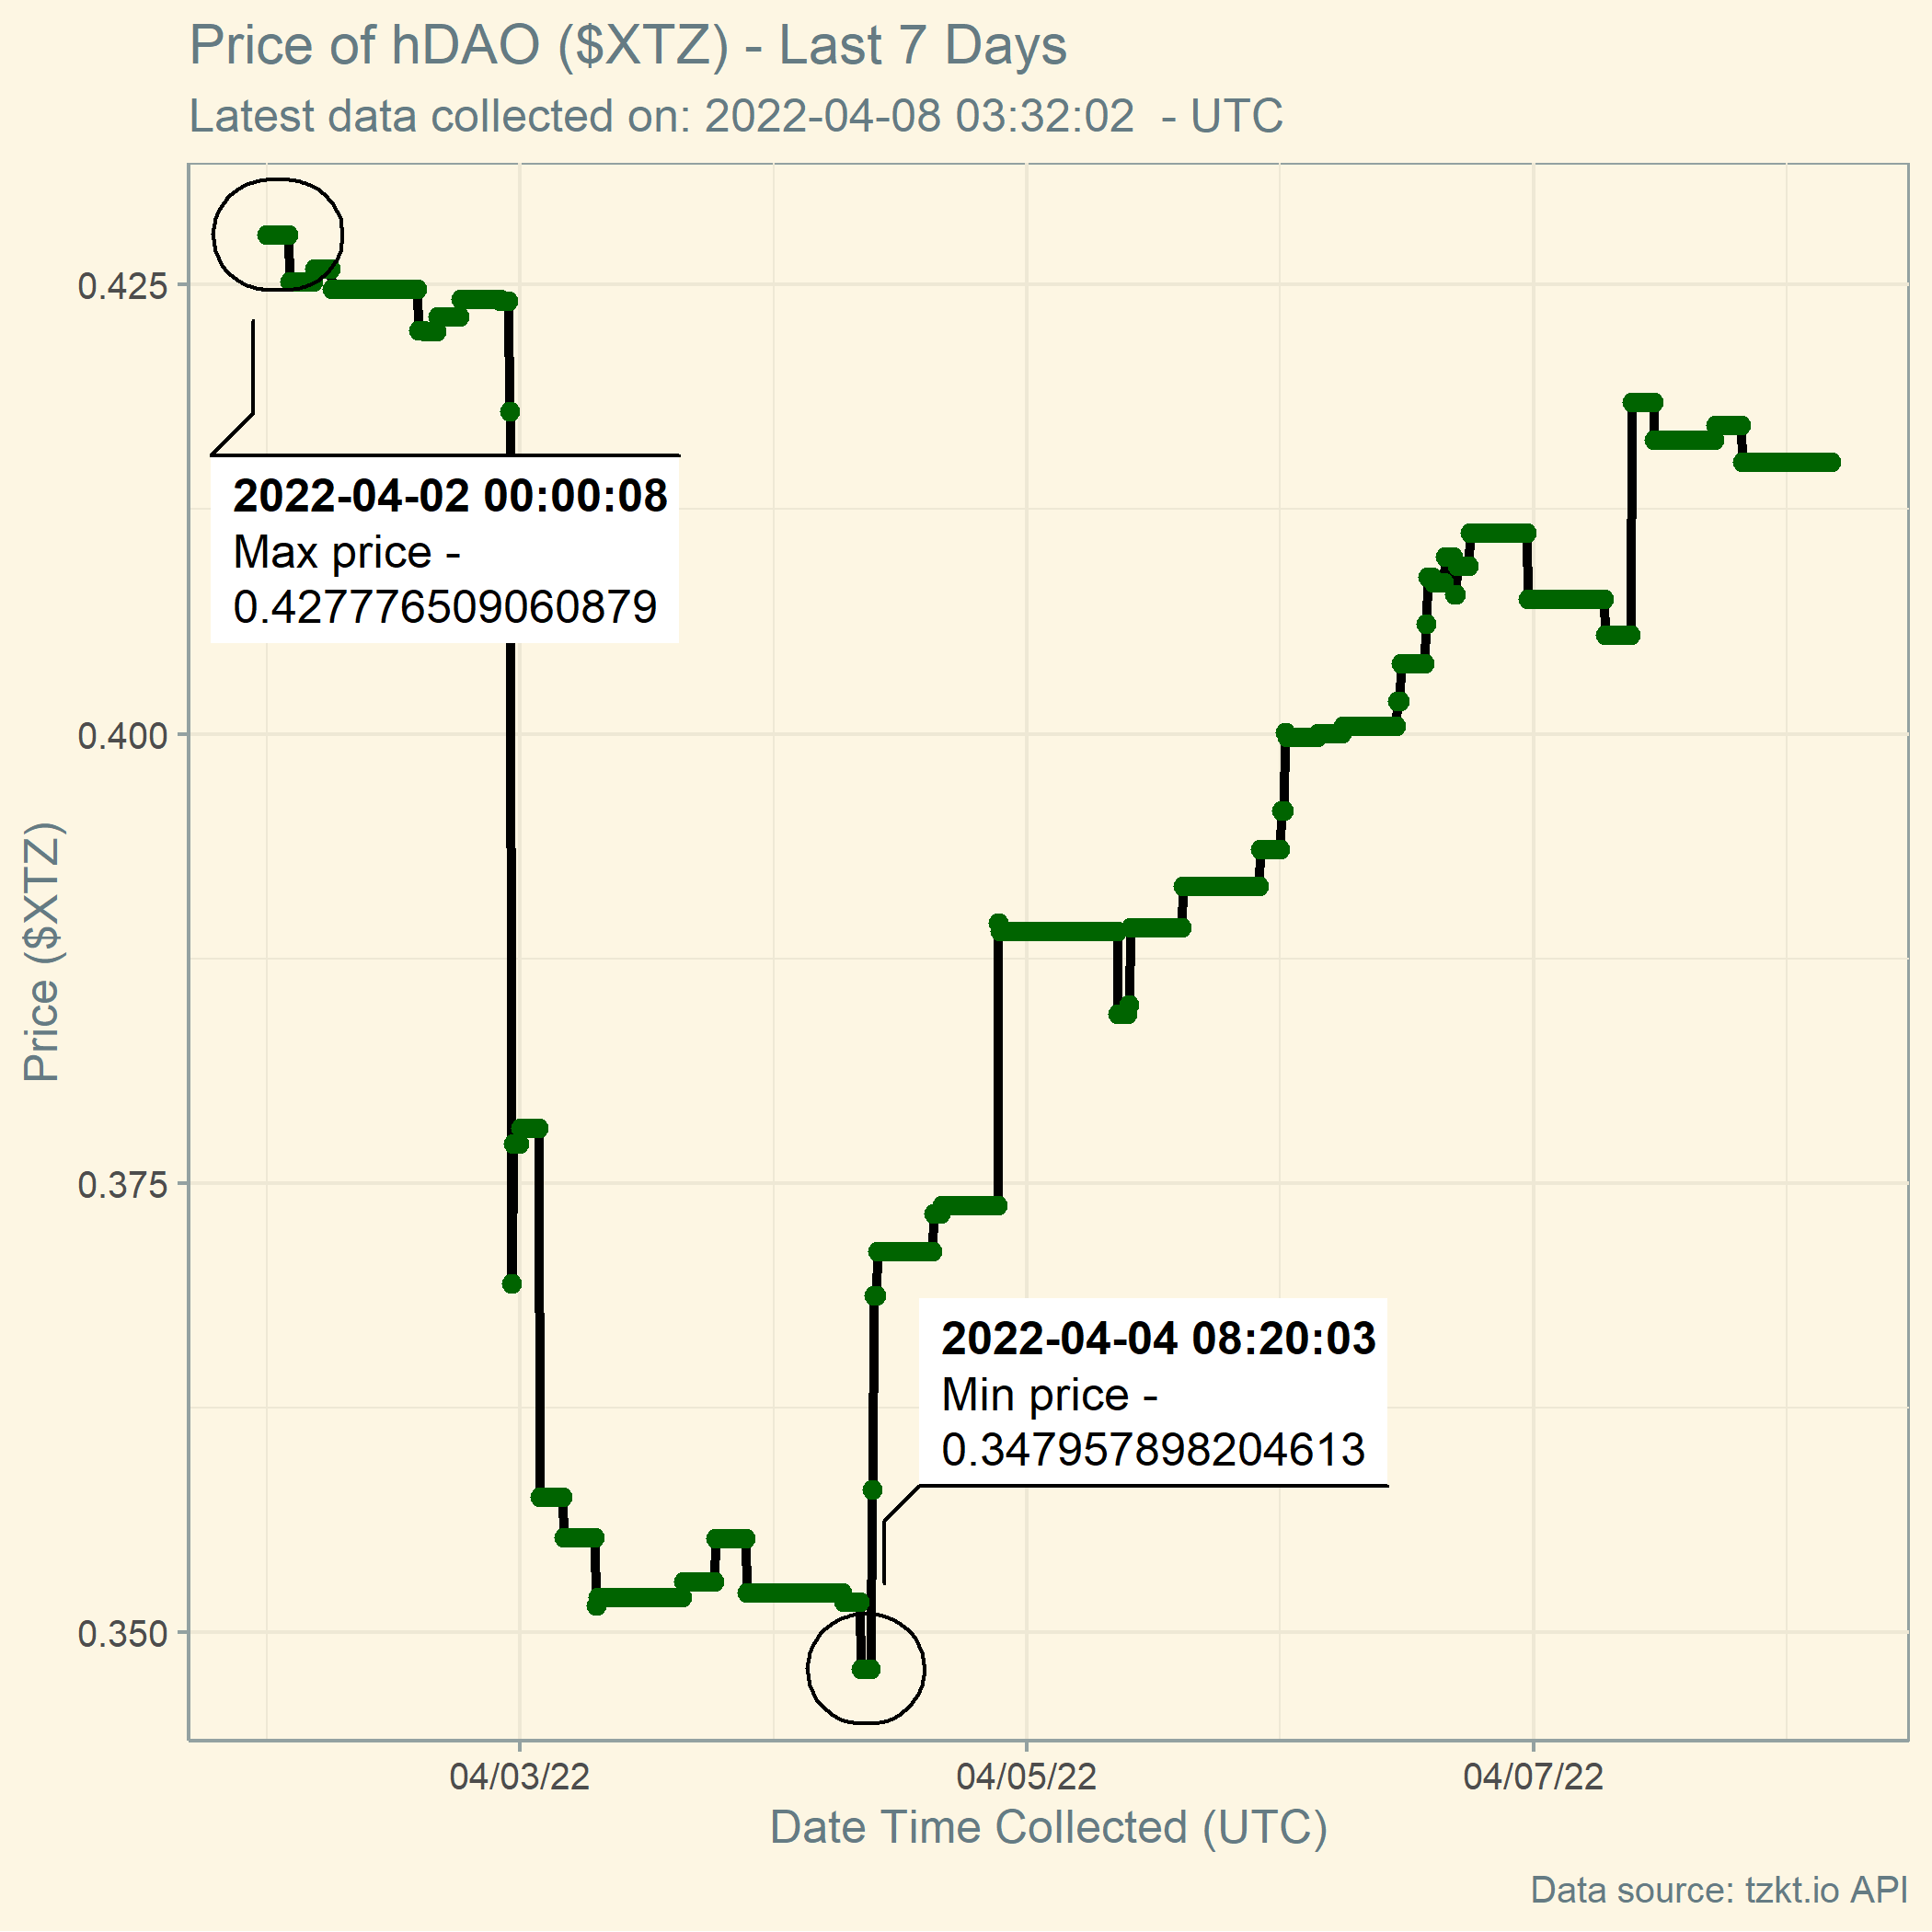 Price of hDAO ($XTZ) - Last 7 Days
Latest data collected on: 2022-04-08 03:32:02  - UTC
0.425
2022-04-02 00:00:08
Max price -
0.427776509060879
0.400
Price ($XTZ)
0.375
2022-04-04 08:20:03
Min price -
0.347957898204613
0.350
04/03/22
04/05/22
04/07/22
Date Time Collected (UTC)
Data source: tzkt.io API